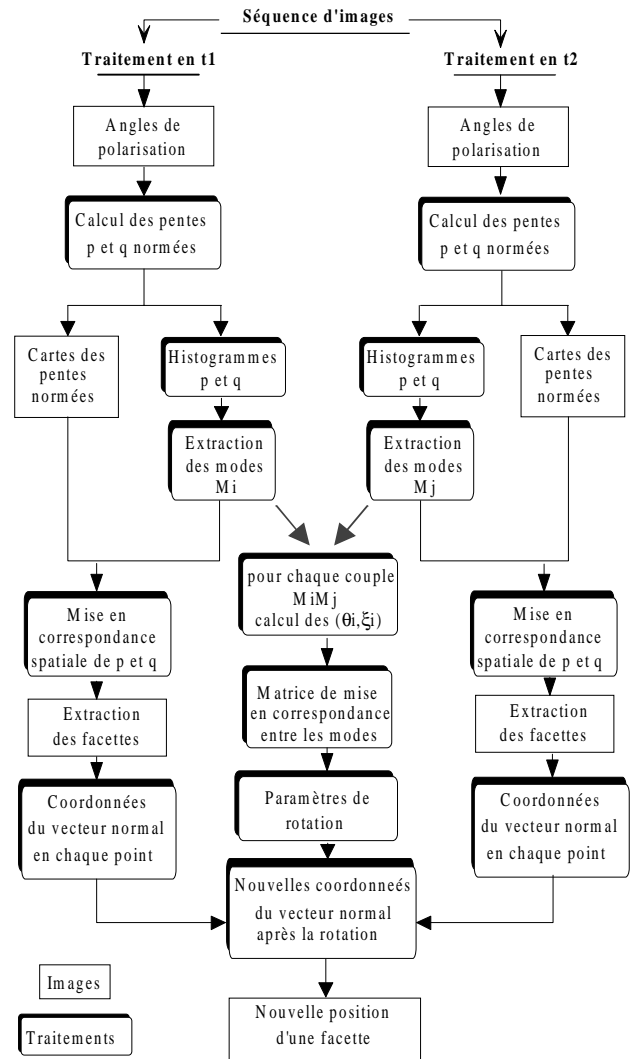 Séquence d'images
Traitement en t1
Traitement en t2
Angles de
polarisation
Angles de
polarisation
Calcul des pentes
p et q normées
Calcul des pentes
p et q normées
Cartes des
pentes
normées
Histogrammes
p et q
Histogrammes
p et q
Cartes des
pentes
normées
Extraction
des modes
Mi
Extraction
des modes
Mj
pour chaque couple
MiMj
calcul des (θi,ξi)
Mise en
correspondance
spatiale de p et q
Mise en
correspondance
spatiale de p et q
Matrice de mise
en correspondance
entre les modes
Extraction
des facettes
Extraction
des facettes
Paramètres de
rotation
Coordonnées
du vecteur normal
en chaque point
Coordonnées
du vecteur normal
en chaque point
Nouvelles coordonneés
du vecteur normal
après la rotation
Images
Traitements
Nouvelle position
d'une facette